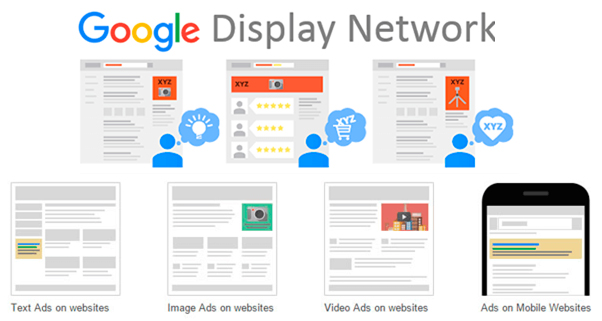 Google Display Network
XYZ
XYZ
XYZ
XYZ
XYZ
Text Ads on websites
Image Ads on websites
Video Ads on websites
Ads on Mobile Websites